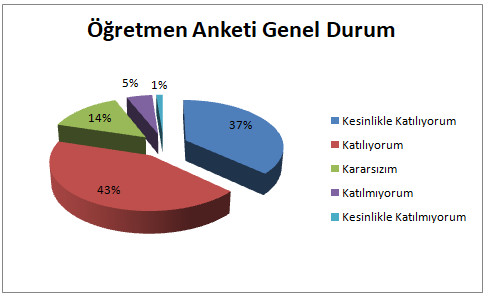 Öğretmen Anketi Genel Durum
5%
1%
14%
37%
43%
Kesinlikle Katılıyorum
Katılıyorum
Kararsızım
Katılmıyorum
Kesinlikle Katılmıyorum